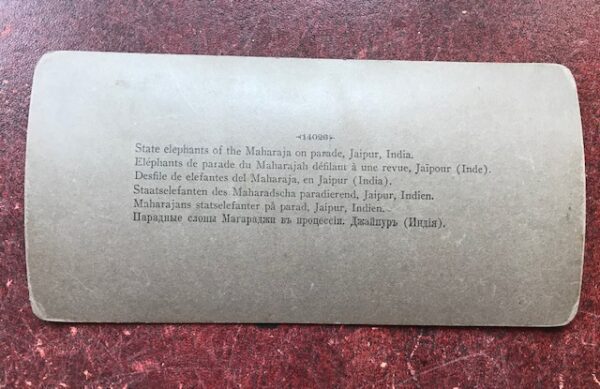 ⊰14026⊱
State elephants of the Maharaja on parade, Jaipur, India.
Eléphants de parade du Maharajah défilant à une revue, Jaïpour (Inde).
Desfile de elefantes del Maharaja, en Jaipur (India).
Staatselefanten des Maharadscha paradierend, Jaipur, Indien.
Maharajans statselefanter på parad, Jaipur, Indien.
Парадные слоны Магараджи въ процессіи. Джайпуръ (Индія).